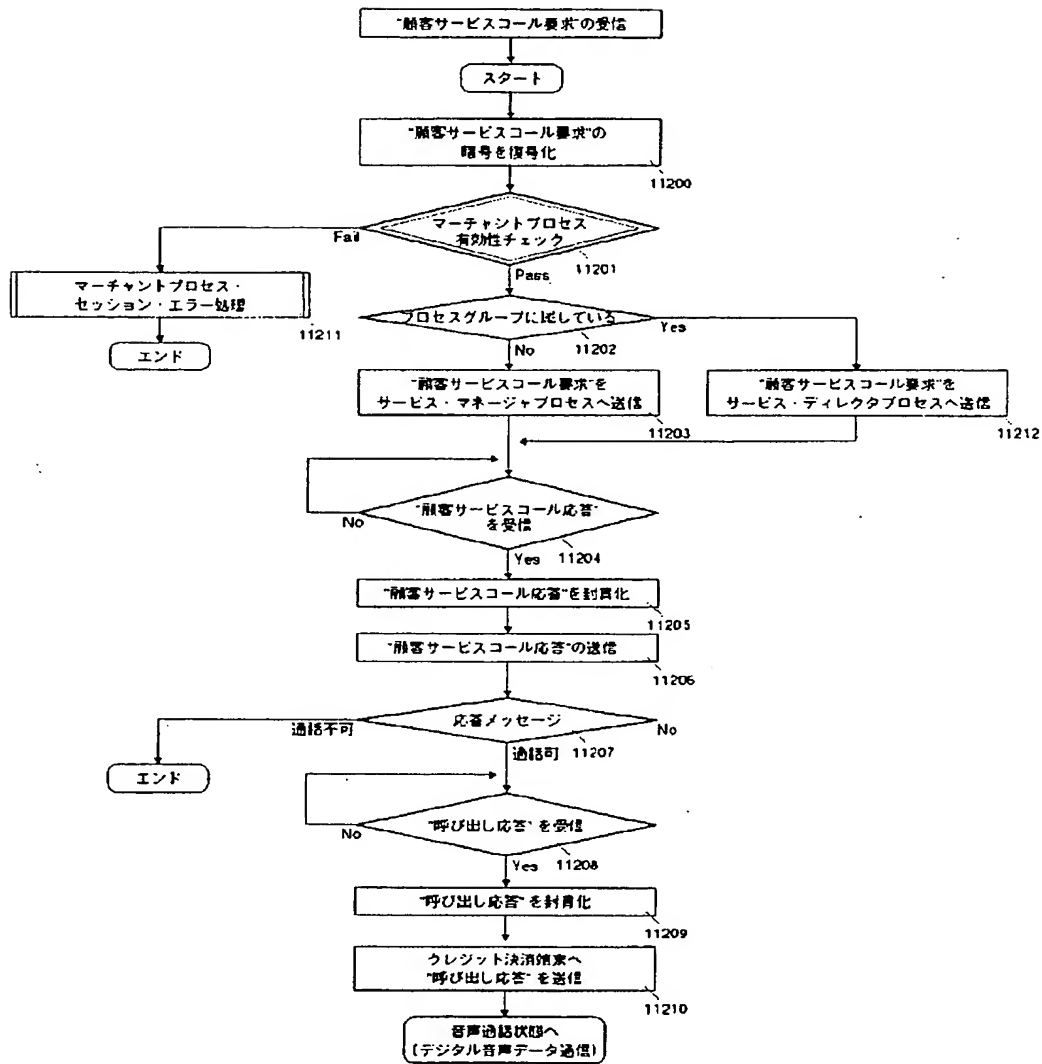 "顧客サービスコール要求"の受信
スタート
"顧客サービスコール要求"の
暗号を復号化
11200
マーチャントプロセス
有効性チェック
Fail
11201
Pass
マーチャントプロセス・
セッション・エラー処理
11211
エンド
プロセスグループに属している
Yes
11202
No
"顧客サービスコール要求"を
サービス・マネージャプロセスへ送信
11203
"顧客サービスコール要求"を
サービス・ディレクタプロセスへ送信
11212
"顧客サービスコール応答"
を受信
No
11204
Yes
"顧客サービスコール応答"を封書化
11205
"顧客サービスコール応答"の送信
11206
応答メッセージ
通話不可
No
11207
通話可
エンド
"呼び出し応答"を受信
No
11208
Yes
"呼び出し応答"を封書化
11209
クレジット決済端末へ
"呼び出し応答"を送信
11210
音声通話状態へ
(デジタル音声データ通信)